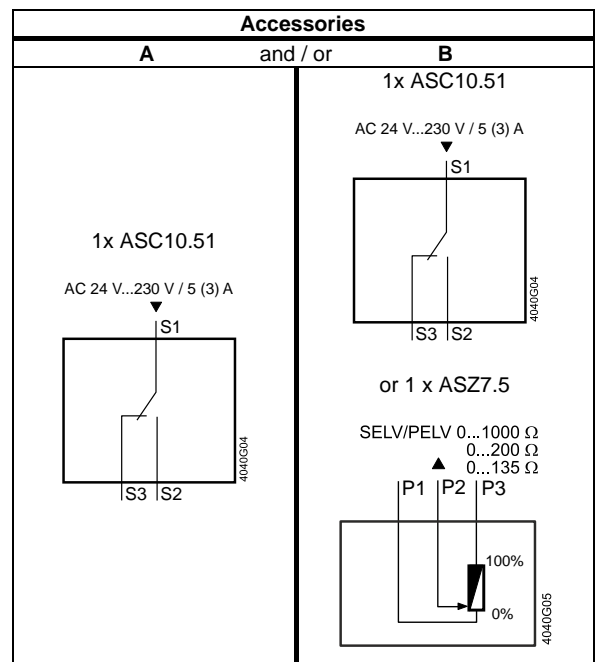 Accessories
A and / or B
1x ASC10.51
AC 24 V...230 V / 5 (3) A
S1
S3 S2
4040G04
1x ASC10.51
AC 24 V...230 V / 5 (3) A
S1
S3 S2
4040G04
or 1 x ASZ7.5
SELV/PELV 0...1000 Ω
0...200 Ω
0...135 Ω
P1 P2 P3
100%
0%
4040G05